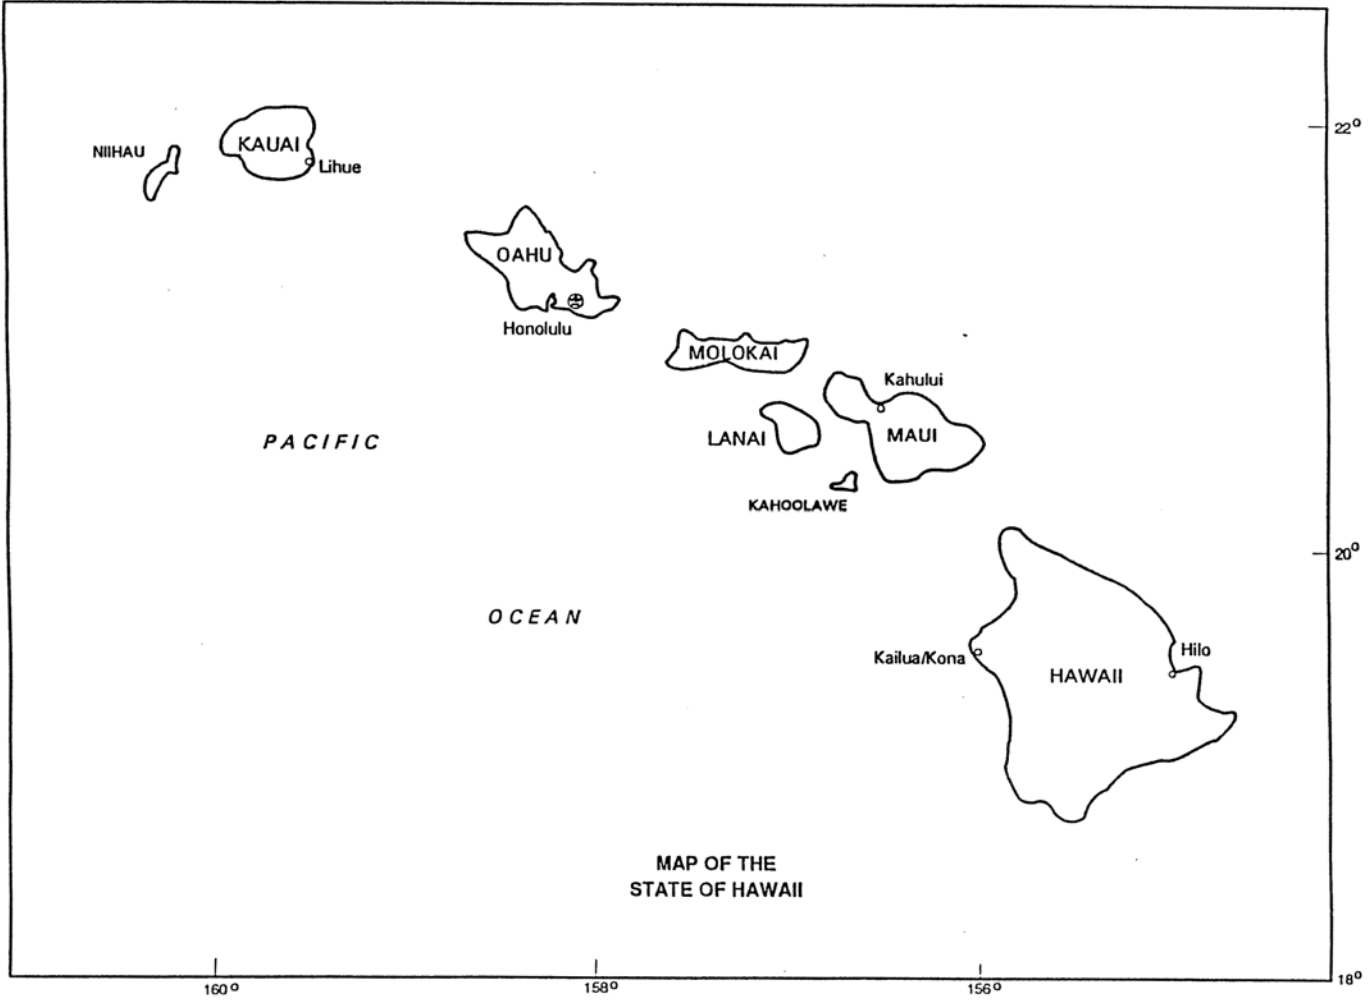 22°
KAUAI
NIIHAU
Lihue
OAHU
Honolulu
MOLOKAI
Kahului
PACIFIC
LANAI
MAUI
KAHOOLAWE
20°
OCEAN
Kailua/Kona
Hilo
HAWAII
MAP OF THE
STATE OF HAWAII
18°
160°
158°
156°